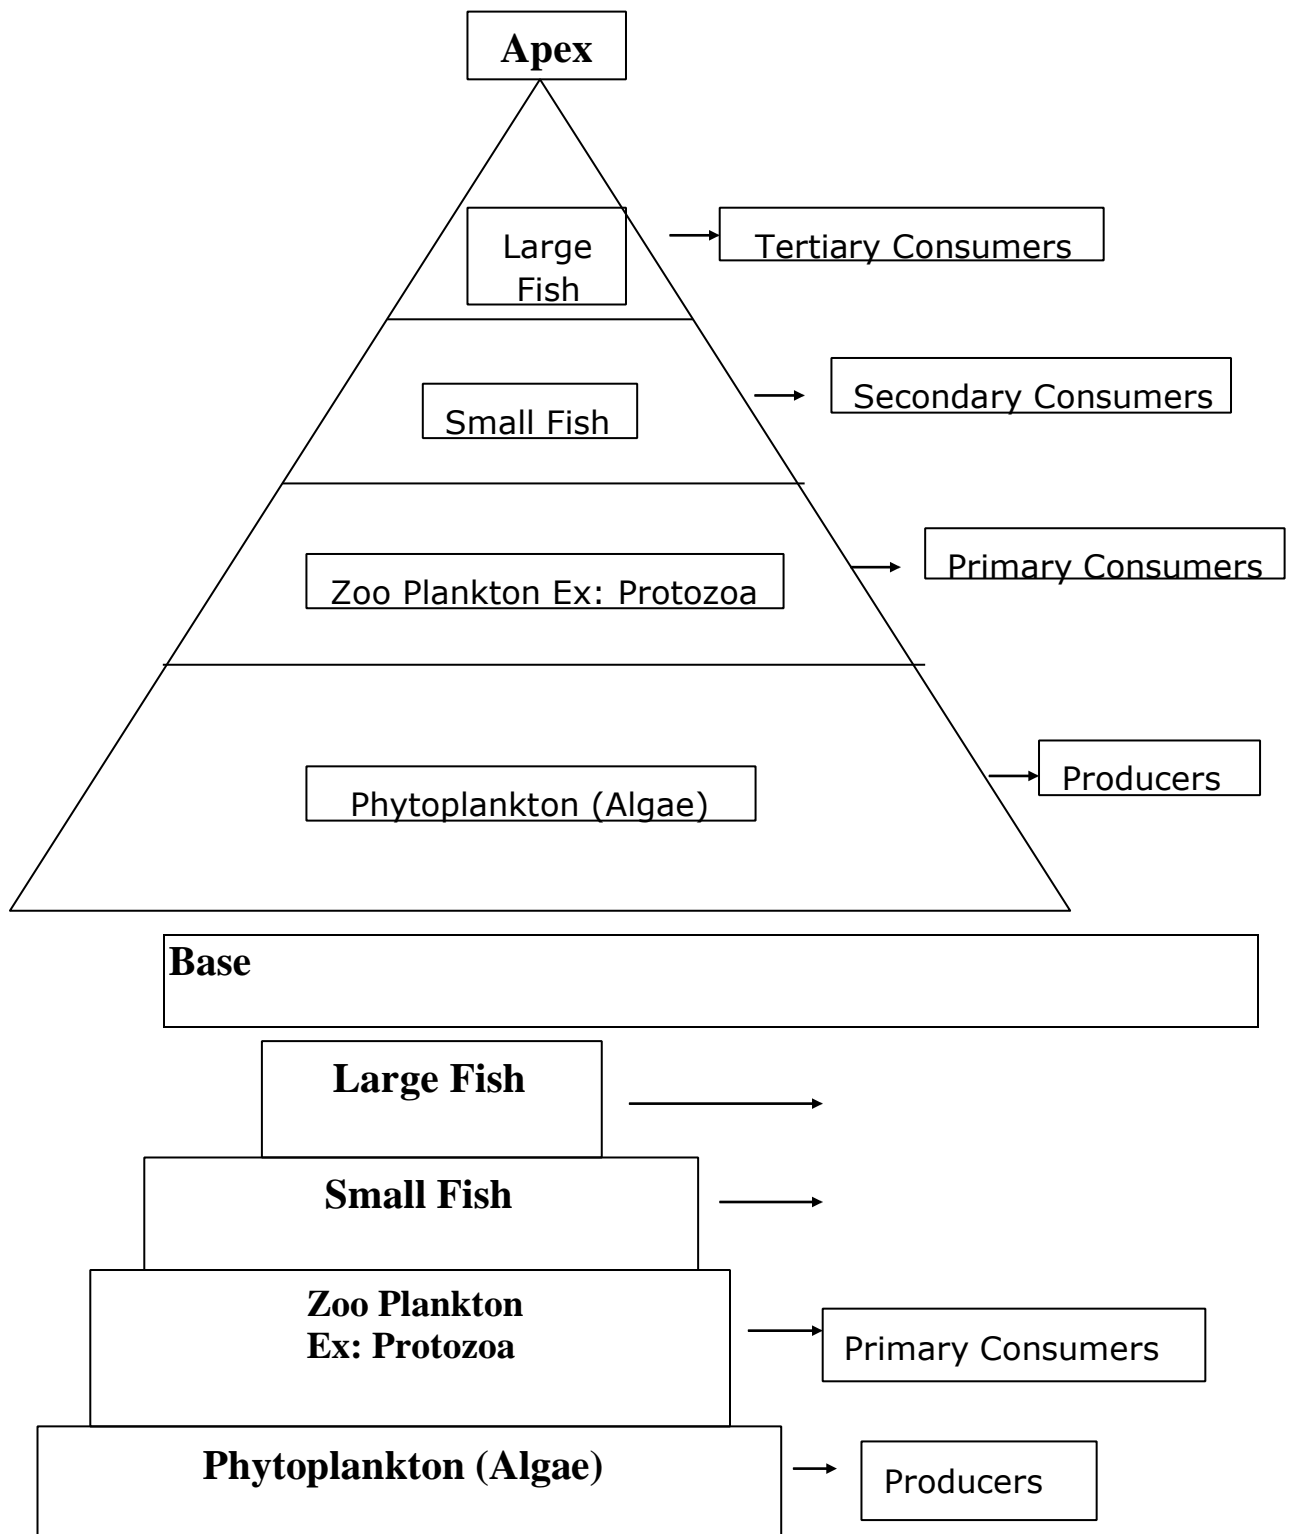 Apex
Large
Fish
Tertiary Consumers
Small Fish
Secondary Consumers
Zoo Plankton Ex: Protozoa
Primary Consumers
Phytoplankton (Algae)
Producers
Base
Large Fish
Small Fish
Zoo Plankton
Ex: Protozoa
Primary Consumers
Phytoplankton (Algae)
Producers